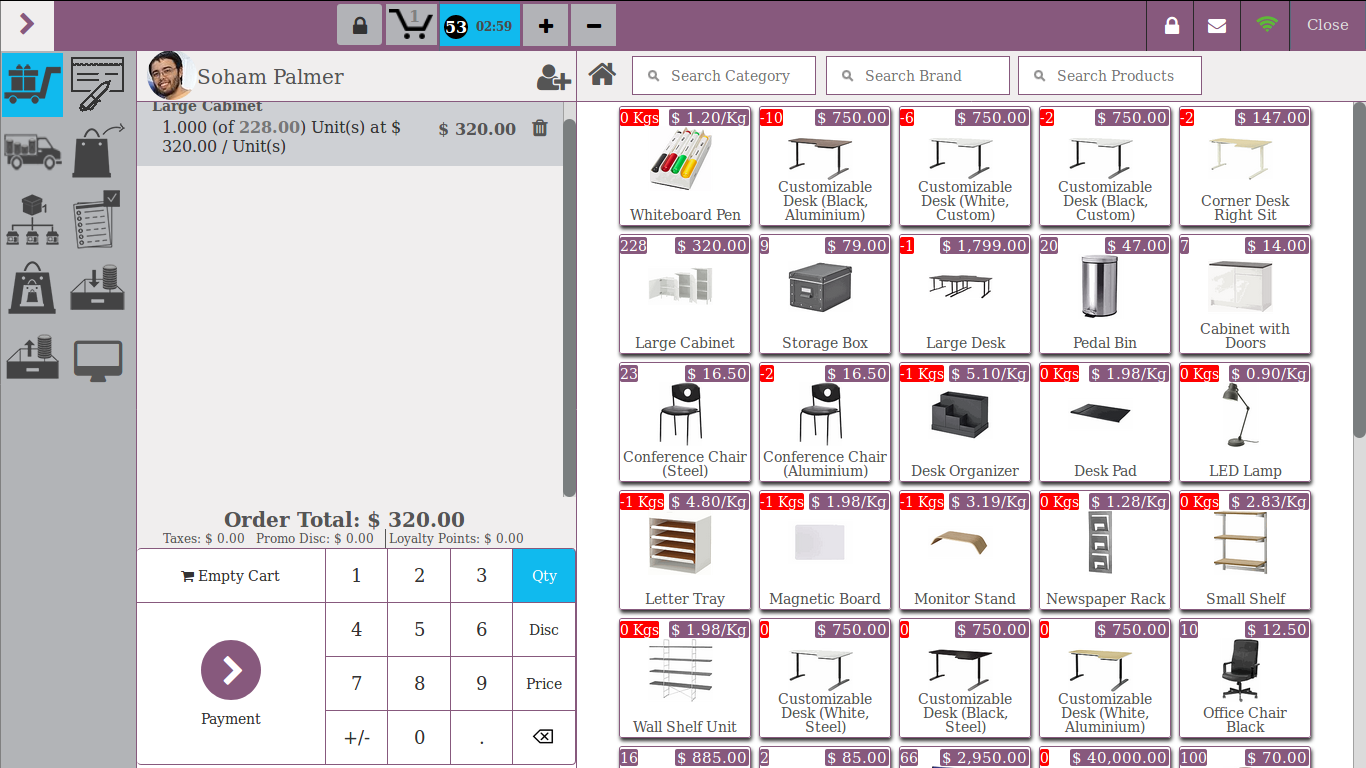 1
53 02:59
+
-
Close
Soham Palmer
Search Category
Search Brand
Search Products
Large Cabinet
1.000 (of 228.00) Unit(s) at $
320.00 / Unit(s)
$ 320.00
Order Total: $ 320.00
Taxes: $ 0.00 Promo Disc: $ 0.00 Loyalty Points: $ 0.00
Empty Cart
1 2 3 Qty
4 5 6 Disc
7 8 9 Price
+/- 0 .
Payment
0 Kgs $ 1.20/Kg
Whiteboard Pen
-10 $ 750.00
Customizable
Desk (Black,
Aluminium)
-6 $ 750.00
Customizable
Desk (White,
Custom)
-2 $ 750.00
Customizable
Desk (Black,
Custom)
-2 $ 147.00
Corner Desk
Right Sit
228 $ 320.00
Large Cabinet
9 $ 79.00
Storage Box
-1 $ 1,799.00
Large Desk
20 $ 47.00
Pedal Bin
7 $ 14.00
Cabinet with
Doors
23 $ 16.50
Conference Chair
(Steel)
-2 $ 16.50
Conference Chair
(Aluminium)
-1 Kgs $ 5.10/Kg
Desk Organizer
0 Kgs $ 1.98/Kg
Desk Pad
0 Kgs $ 0.90/Kg
LED Lamp
-1 Kgs $ 4.80/Kg
Letter Tray
-1 Kgs $ 1.98/Kg
Magnetic Board
-1 Kgs $ 3.19/Kg
Monitor Stand
0 Kgs $ 1.28/Kg
Newspaper Rack
0 Kgs $ 2.83/Kg
Small Shelf
0 Kgs $ 1.98/Kg
Wall Shelf Unit
0 $ 750.00
Customizable
Desk (White,
Steel)
0 $ 750.00
Customizable
Desk (Black,
Steel)
0 $ 750.00
Customizable
Desk (White,
Aluminium)
10 $ 12.50
Office Chair
Black
16 $ 885.00
2 $ 85.00
66 $ 2,950.00
0 $ 40,000.00
100 $ 70.00